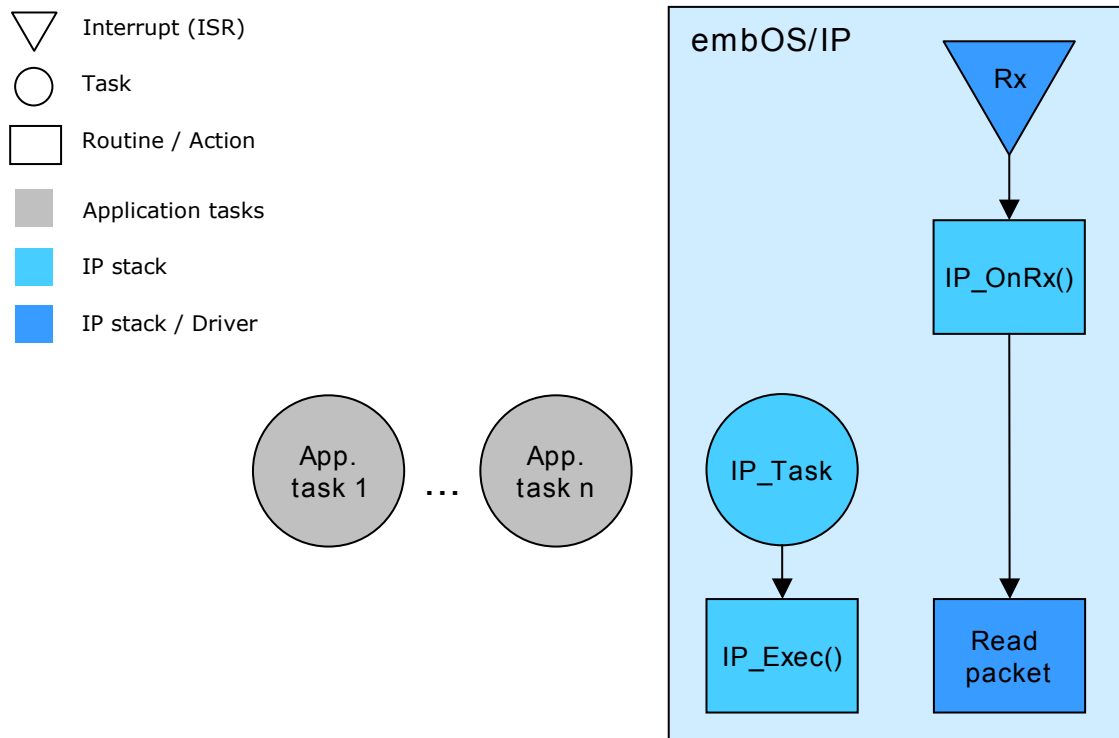 Interrupt (ISR)
Task
Routine / Action
Application tasks
IP stack
IP stack / Driver
embOS/IP
Rx
IP_OnRx()
App.
task 1
...
App.
task n
IP_Task
IP_Exec()
Read
packet